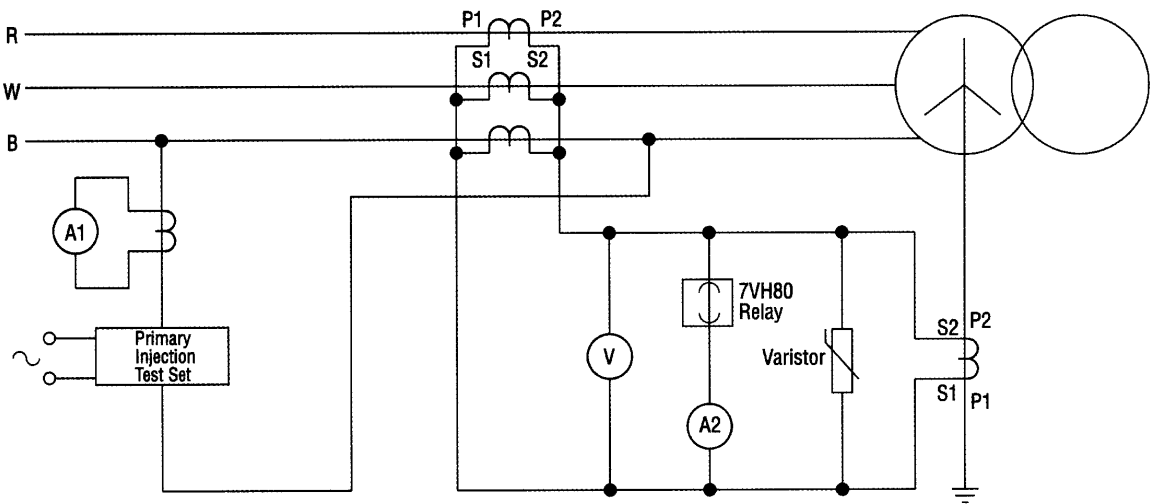 R
P1 P2
S1 S2
W
B
A1
Primary
Injection
Test Set
7VH80
Relay
V
Varistor
A2
S2 P2
S1 P1